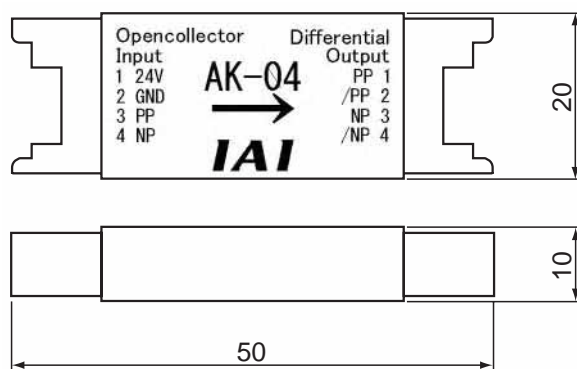 Opencollector
Input
1 24V
2 GND
3 PP
4 NP
AK-04
IAI
Differential
Output
PP 1
/PP 2
NP 3
/NP 4
20
10
50